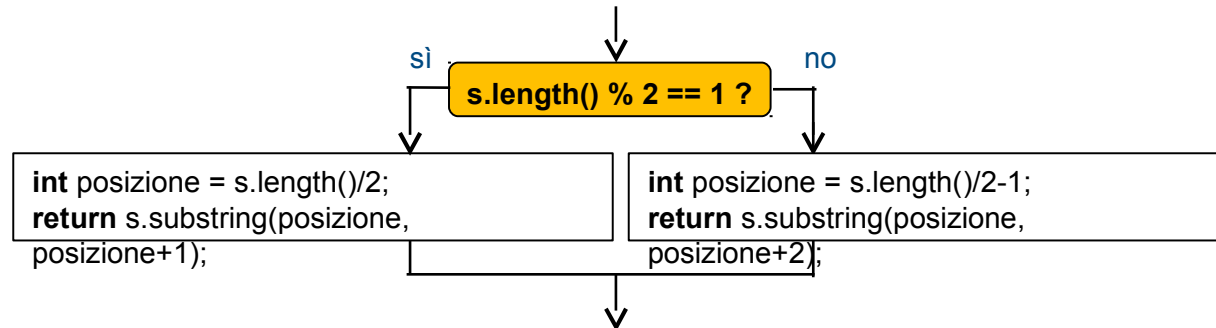 sì
no
s.length() % 2 == 1 ?
int posizione = s.length()/2;
return s.substring(posizione,
posizione+1);
int posizione = s.length()/2-1;
return s.substring(posizione,
posizione+2);